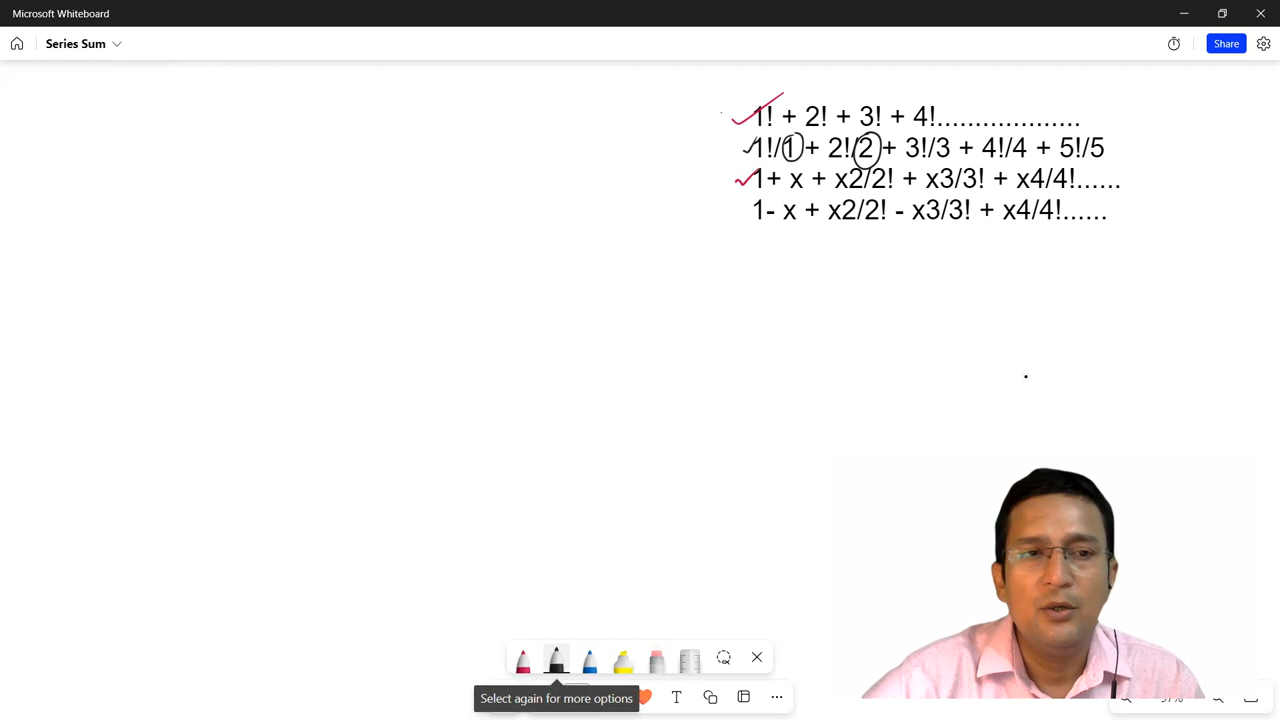 Microsoft Whiteboard
Series Sum
Share
1! + 2! + 3! + 4!...................
1!/1 + 2!/2 + 3!/3 + 4!/4 + 5!/5
1+ x + x2/2! + x3/3! + x4/4!......
1- x + x2/2! - x3/3! + x4/4!......
Select again for more options